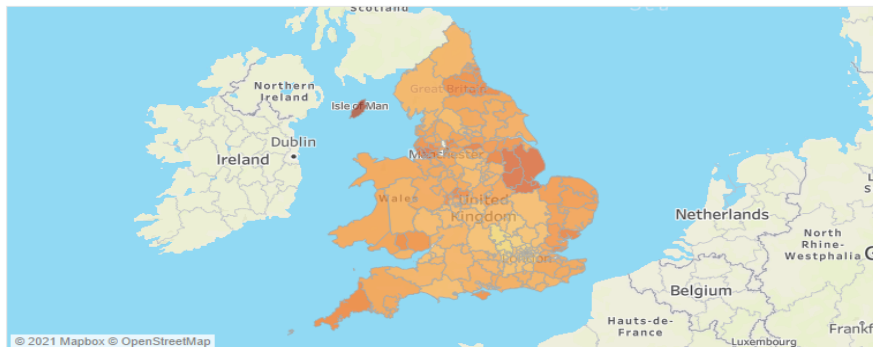 Scotland
Sea
Northern
Ireland
Isle of Man
Great Britain
Dublin
Ireland
Manchester
Wales
United
Kingdom
London
Netherlands
North
Rhine-
Westphalia
Belgium
Hauts-de-
France
Luxembourg
Frankf
© 2021 Mapbox © OpenStreetMap